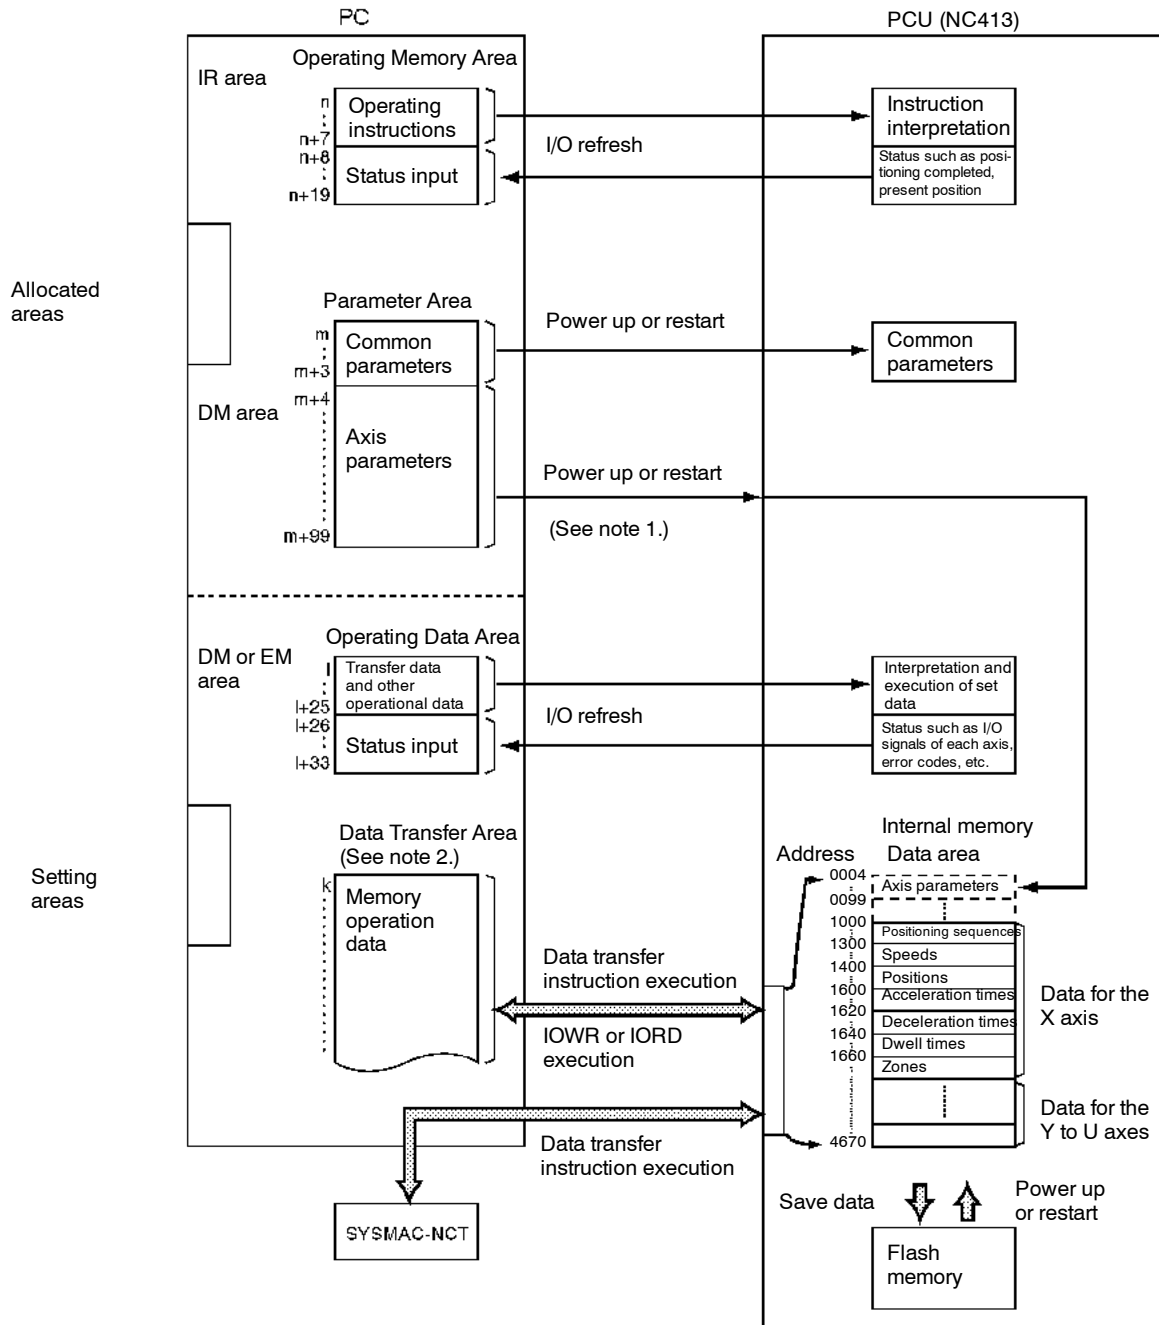 PC
PCU (NC413)
IR area
Operating Memory Area
n
Operating
instructions
n+7
I/O refresh
Instruction
interpretation
n+8
Status input
n+19
Status such as posi-
tioning completed,
present position
Allocated
areas
Parameter Area
m
Common
parameters
m+3
Power up or restart
Common
parameters
DM area
m+4
Axis
parameters
m+99
Power up or restart
(See note 1.)
DM or EM
area
Operating Data Area
l
Transfer data
and other
operational data
l+25
I/O refresh
Interpretation and
execution of set
data
l+26
Status input
l+33
Status such as I/O
signals of each axis,
error codes, etc.
Setting
areas
Data Transfer Area
(See note 2.)
k
Memory
operation
data
Data transfer
instruction execution
IOWR or IORD
execution
Internal memory
Address
Data area
0004
Axis parameters
0099
1000
Positioning sequences
1300
Speeds
1400
Positions
1600
Acceleration times
1620
Deceleration times
1640
Dwell times
1660
Zones
Data for the
X axis
Data for the
Y to U axes
4670
Data transfer
instruction execution
SYSMAC-NCT
Save data
Power up
or restart
Flash
memory